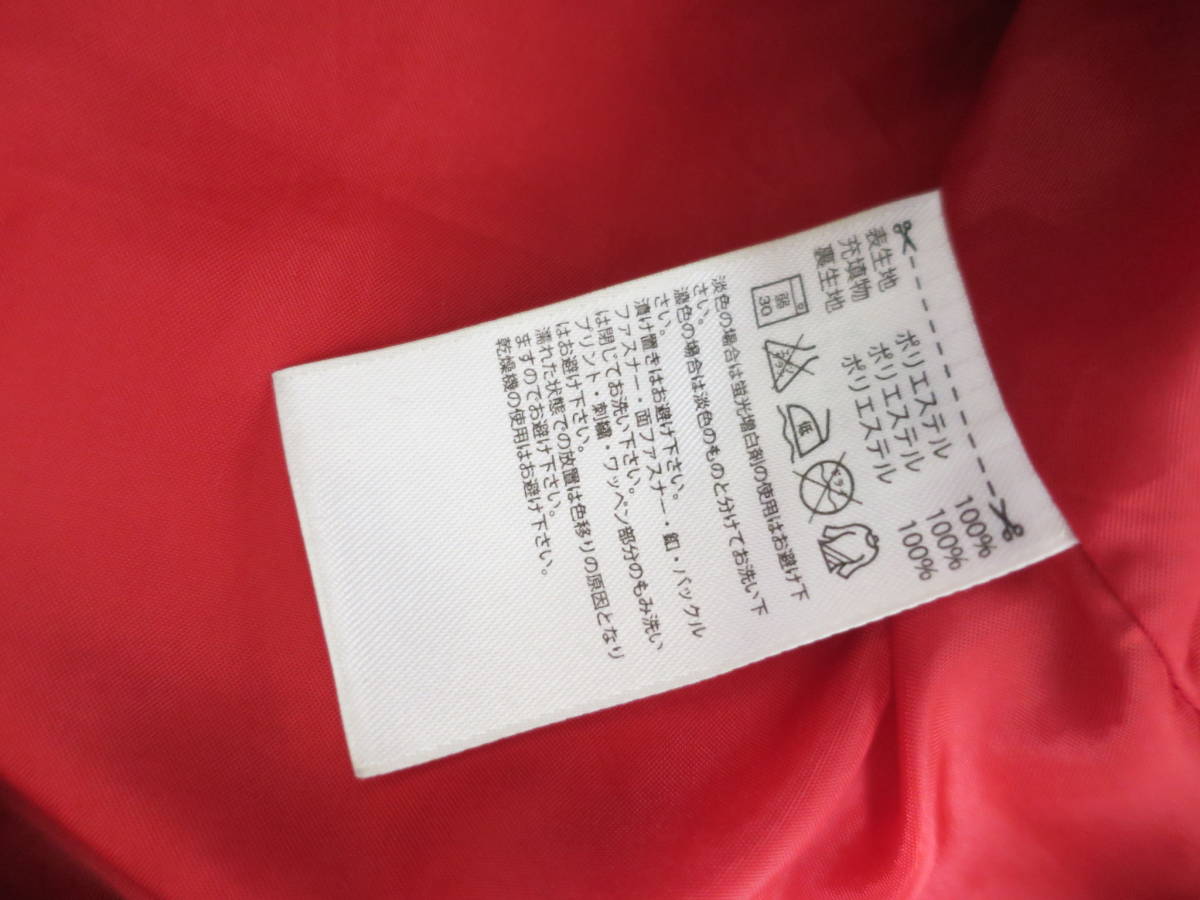 表生地 ポリエステル 100%
充填物 ポリエステル 100%
裏生地 ポリエステル 100%
弱
30
エンソ
サラシ
低
ドライ
淡色の場合は蛍光増白剤の使用はお避け下
さい。
濃色の場合は淡色のものと分けてお洗い下
さい。
漬け置きはお避け下さい。
ファスナー・面ファスナー・釦・バックル
は閉じてお洗い下さい。
プリント・刺繍・ワッペン部分のもみ洗い
はお避け下さい。
濡れた状態での放置は色移りの原因となり
ますのでお避け下さい。
乾燥機の使用はお避け下さい。